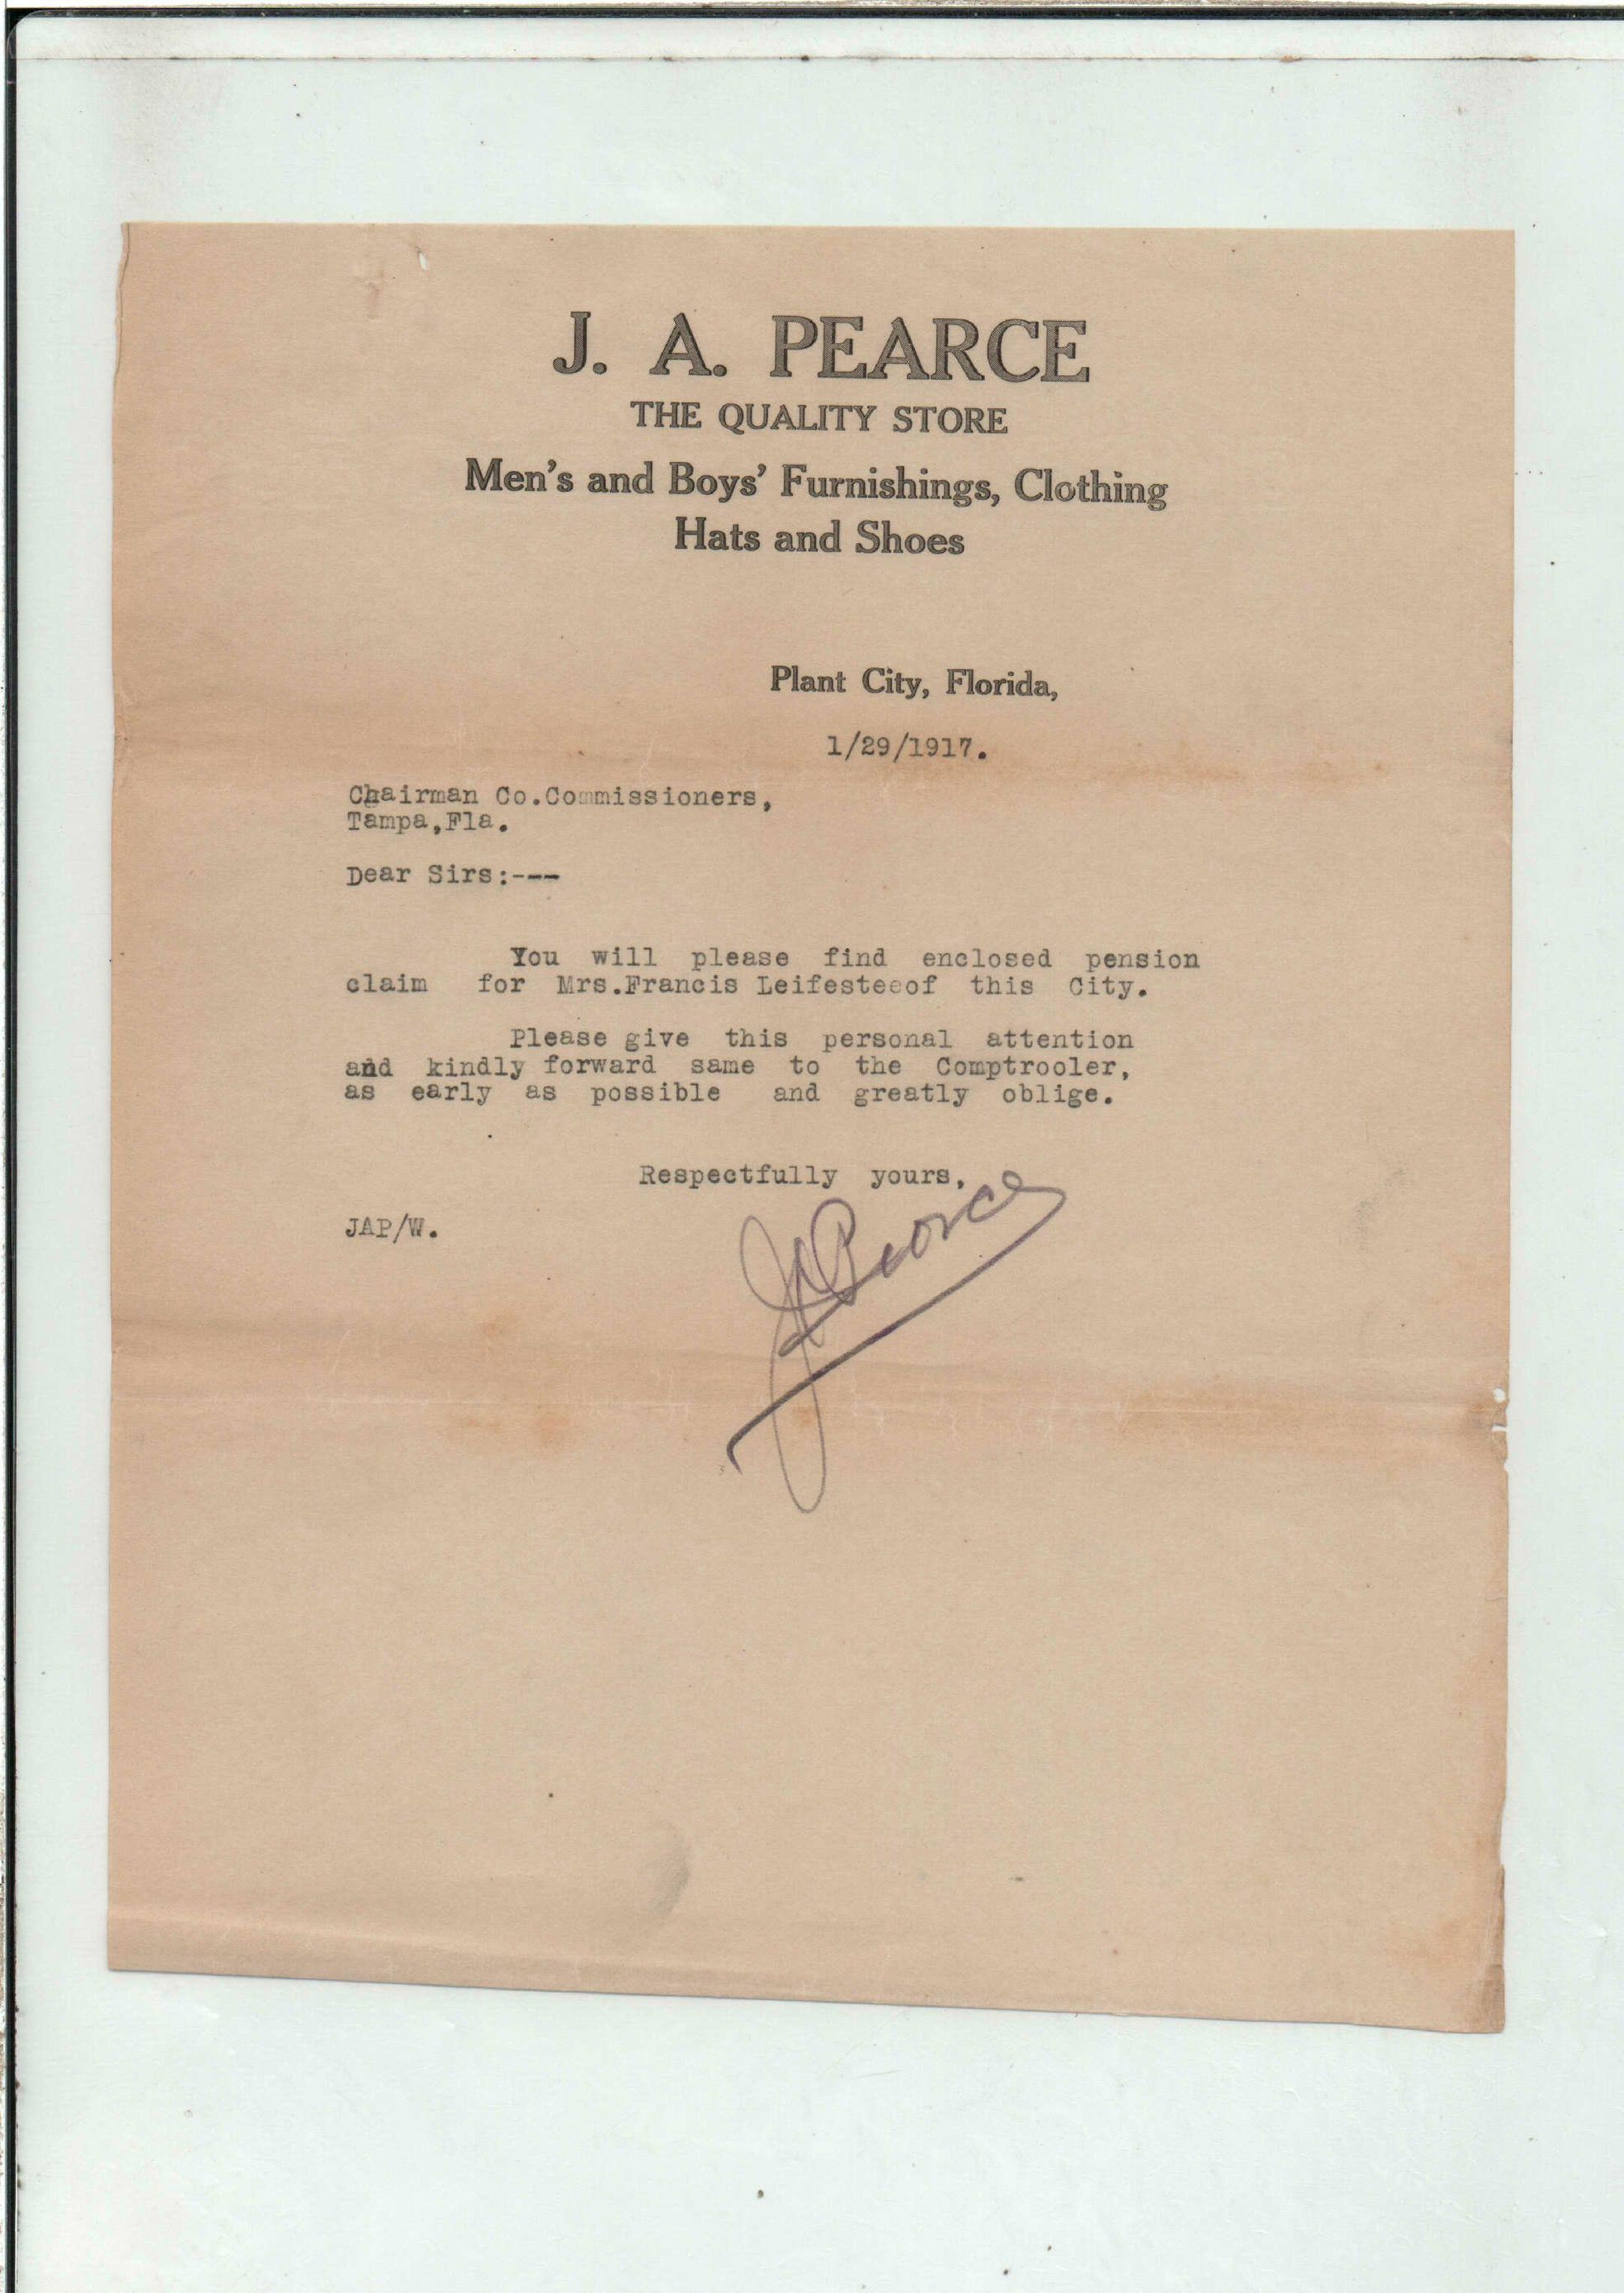 J. A. PEARCE
THE QUALITY STORE
Men's and Boys' Furnishings, Clothing
Hats and Shoes
Plant City, Florida,
1/29/1917.
Chairman Co.Commissioners,
Tampa,Fla.
Dear Sirs:---
You will please find enclosed pension
claim for Mrs.Francis Leifesteeof this City.
Please give this personal attention
and kindly forward same to the Comptrooler,
as early as possible and greatly oblige.
Respectfully yours,
JAPearce
JAP/W.